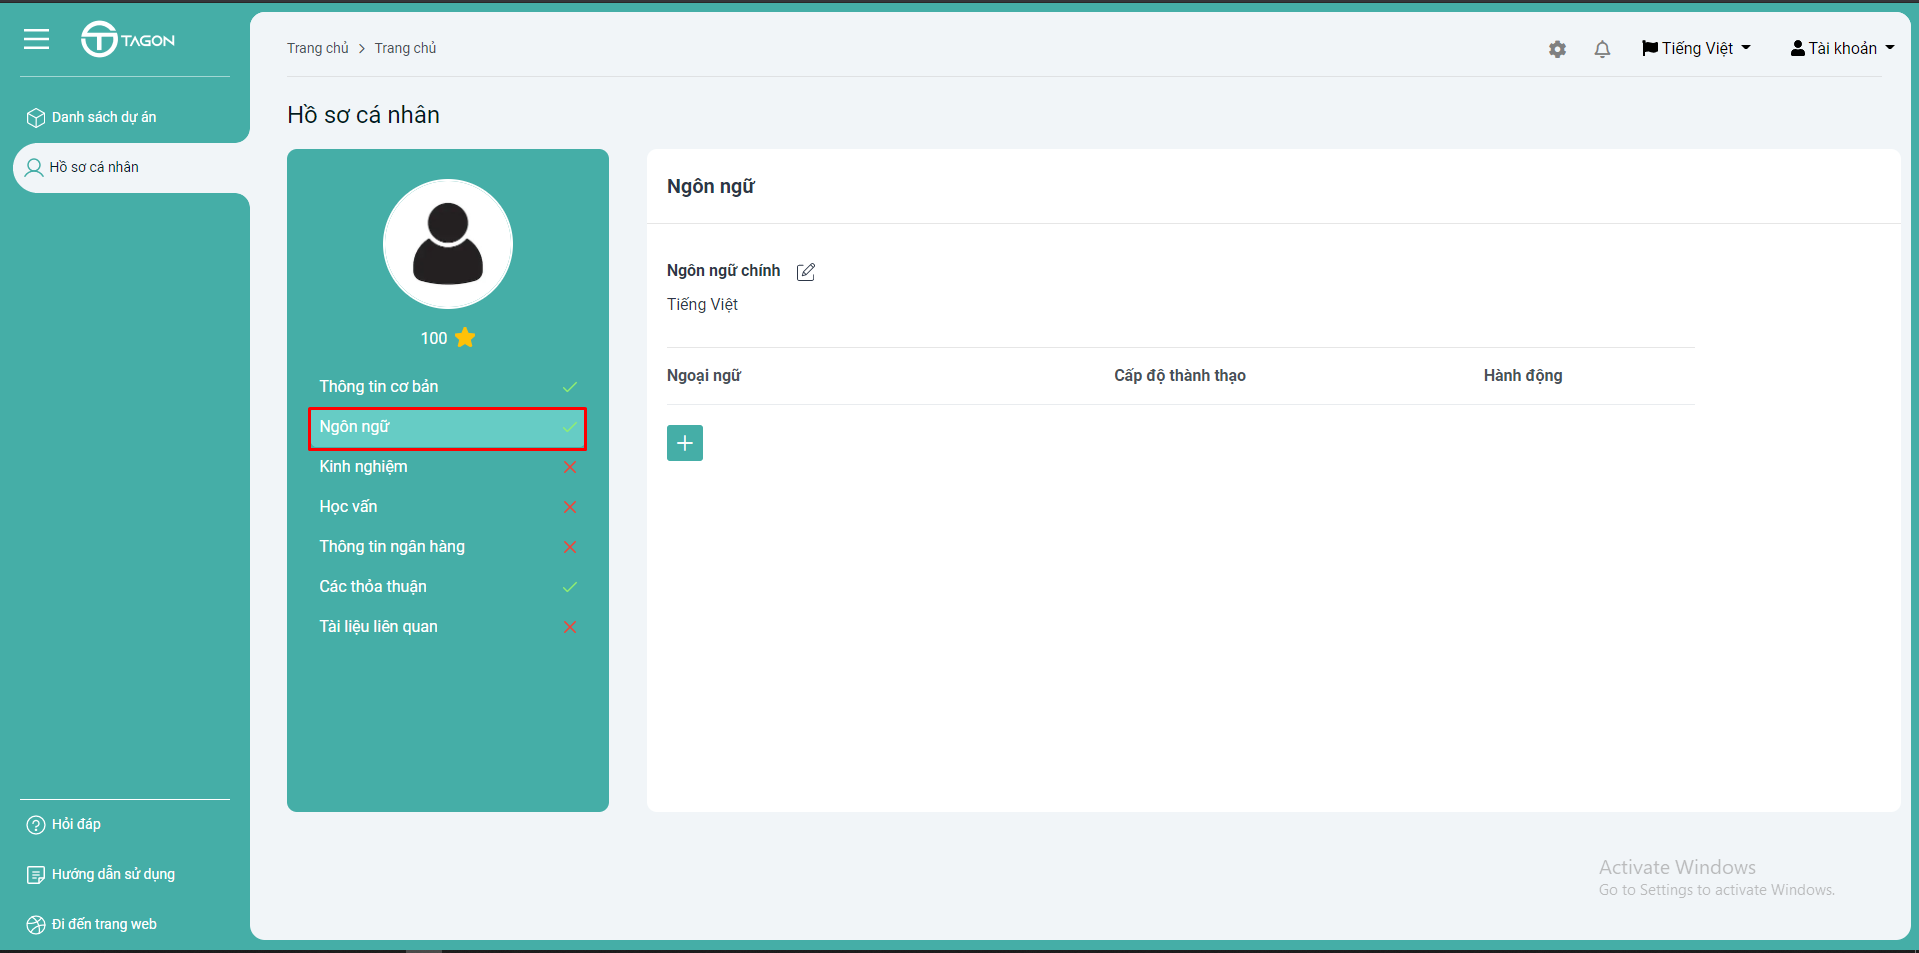 TAGON
Danh sách dự án
Hồ sơ cá nhân
Hỏi đáp
Hướng dẫn sử dụng
Đi đến trang web
Trang chủ > Trang chủ
Tiếng Việt
Tài khoản
Hồ sơ cá nhân
100
Thông tin cơ bản
Ngôn ngữ
Kinh nghiệm
Học vấn
Thông tin ngân hàng
Các thỏa thuận
Tài liệu liên quan
Ngôn ngữ
Ngôn ngữ chính
Tiếng Việt
Ngoại ngữ Cấp độ thành thạo Hành động
Activate Windows
Go to Settings to activate Windows.